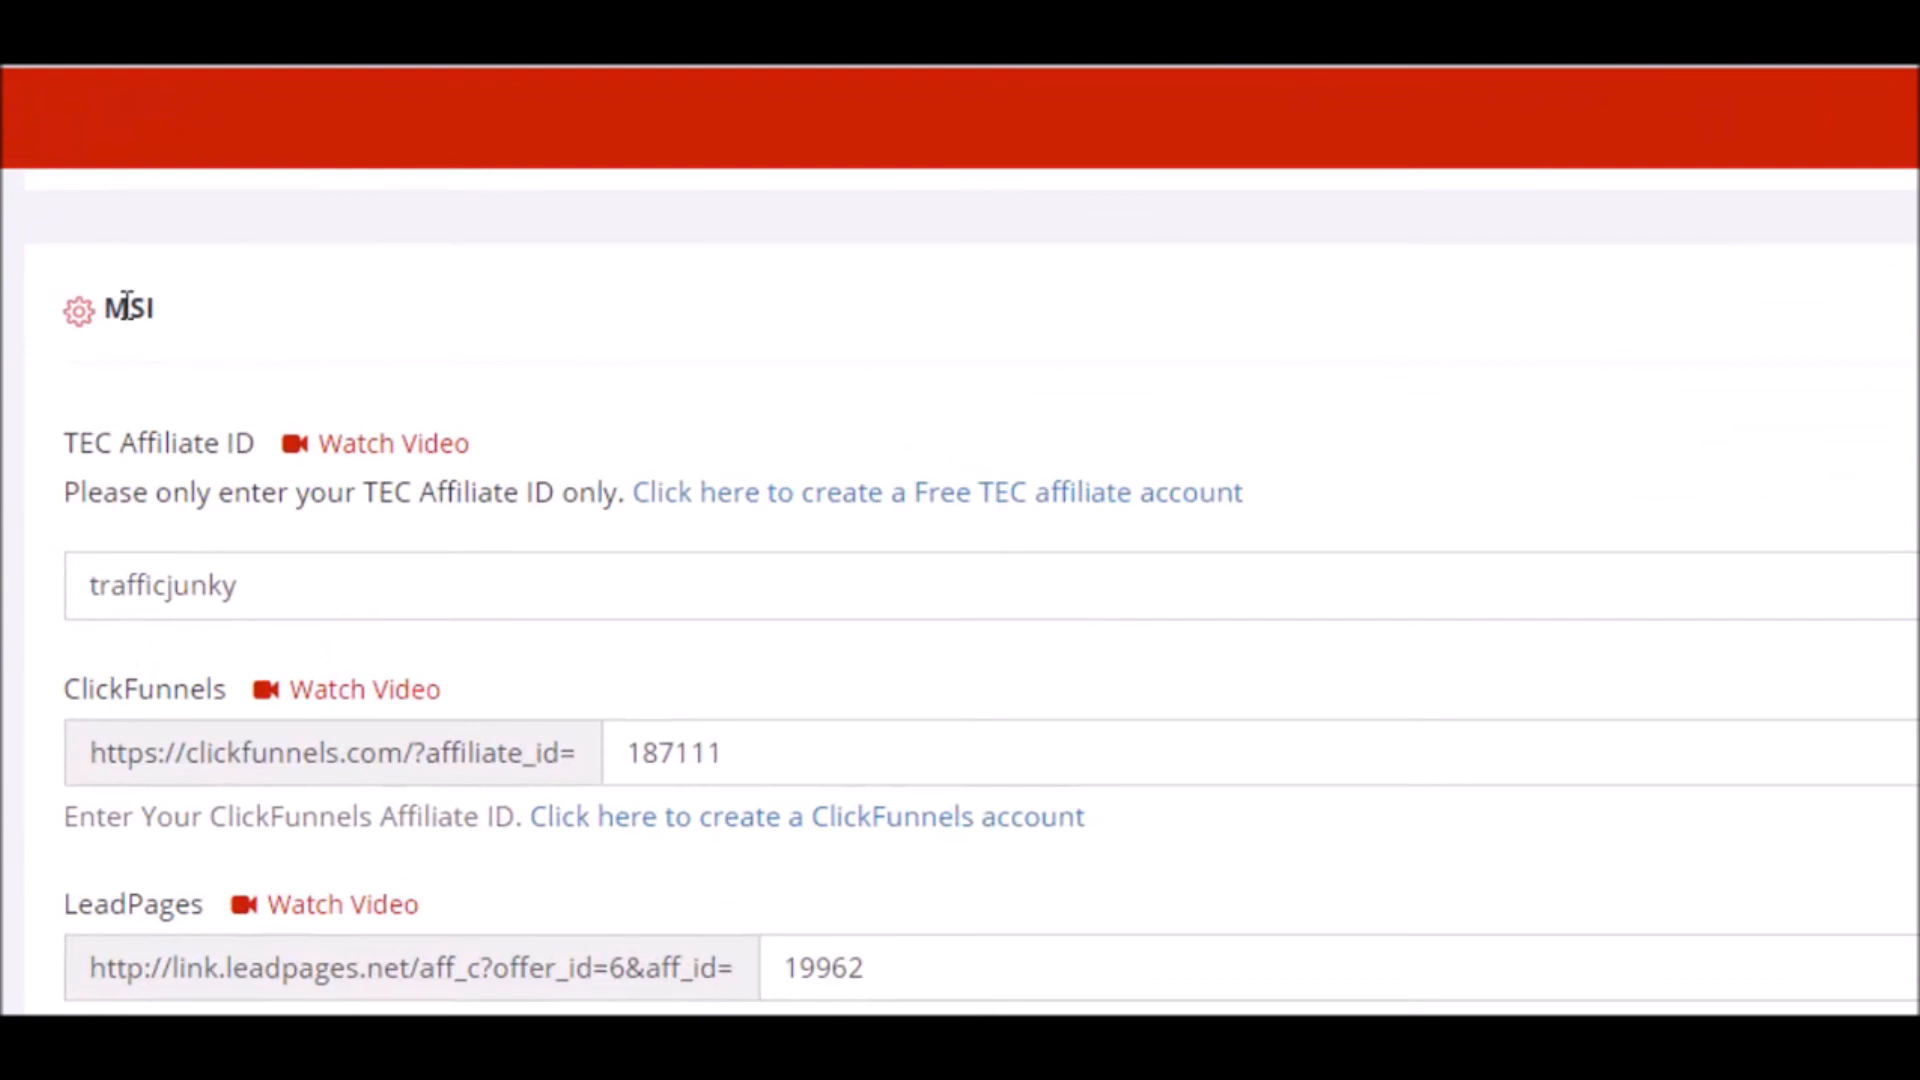 MSI
TEC Affiliate ID Watch Video
Please only enter your TEC Affiliate ID only. Click here to create a Free TEC affiliate account
trafficjunky
ClickFunnels Watch Video
https://clickfunnels.com/?affiliate_id= 187111
Enter Your ClickFunnels Affiliate ID. Click here to create a ClickFunnels account
LeadPages Watch Video
http://link.leadpages.net/aff_c?offer_id=6&aff_id= 19962